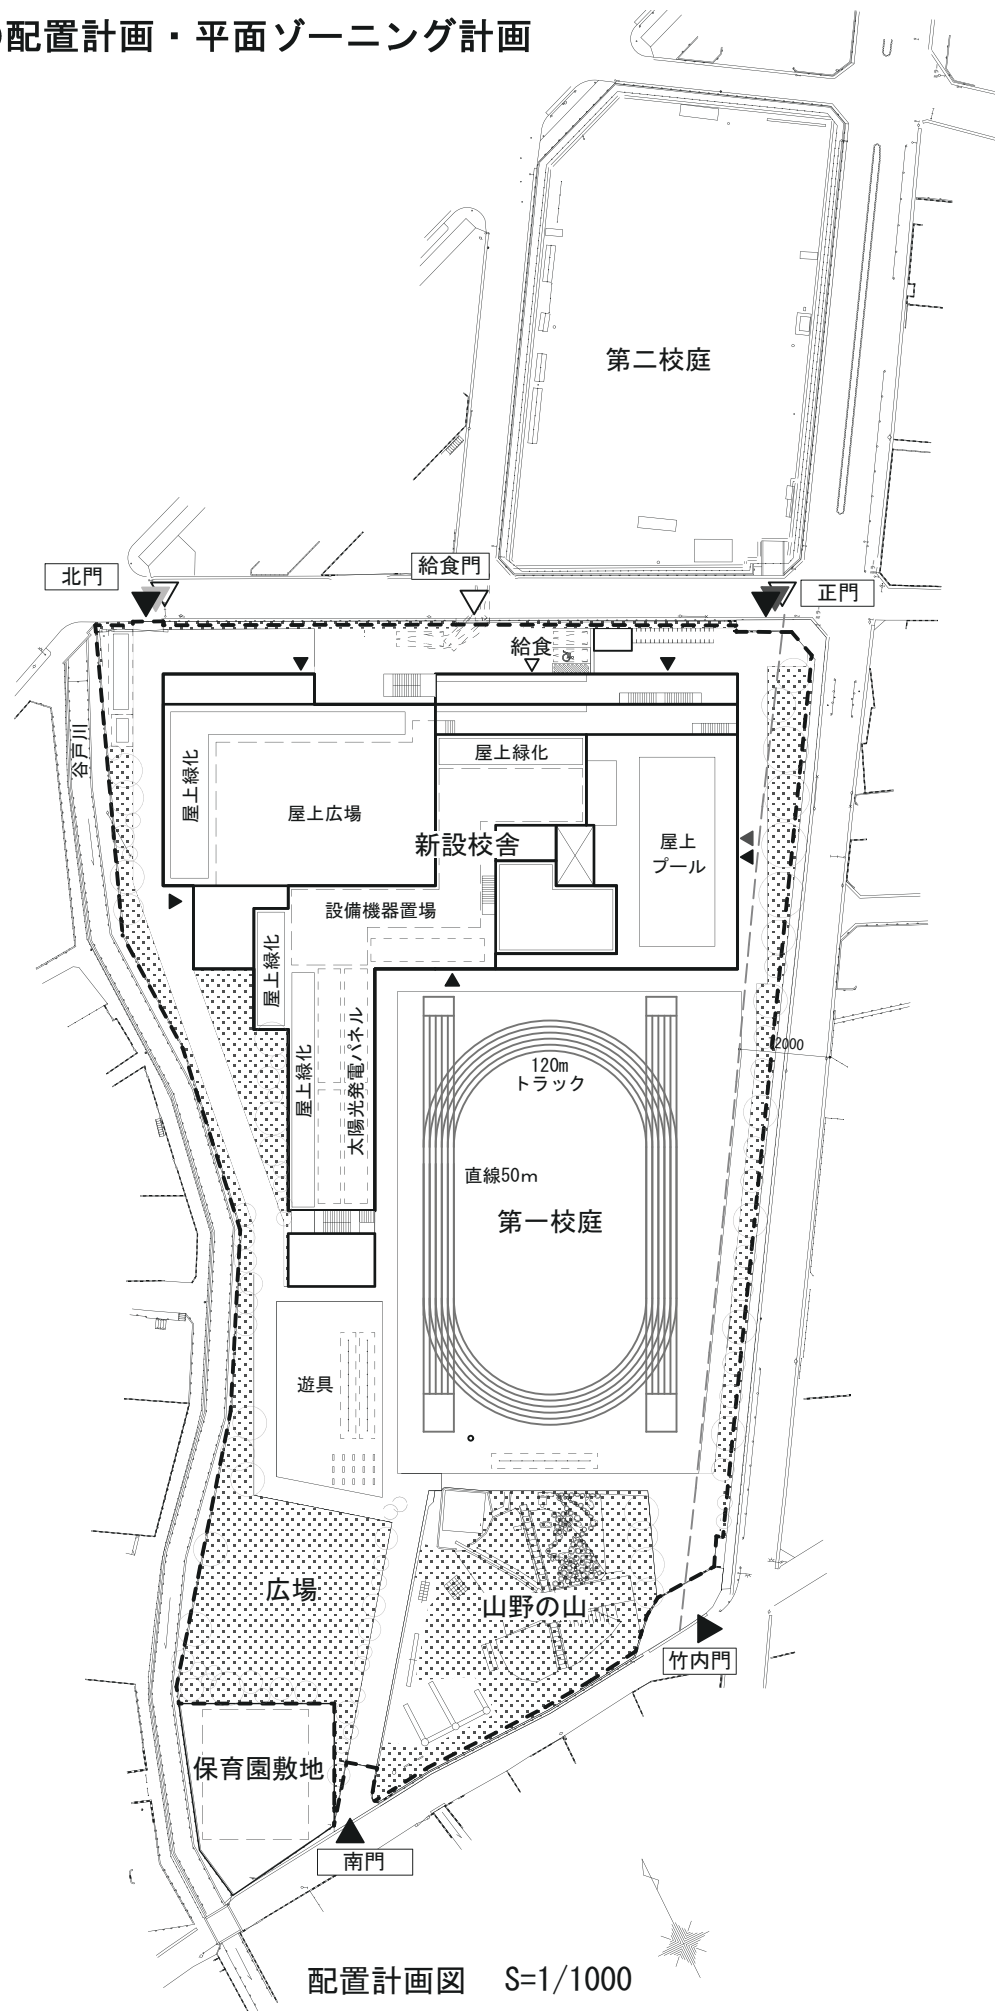 配置計画・平面ゾーニング計画
第二校庭
北門
給食門
正門
給食
谷戸川
屋上緑化
屋上広場
屋上緑化
新設校舎
屋上
プール
設備機器置場
屋上緑化
屋上緑化
太陽光発電パネル
2000
120m
トラック
直線50m
第一校庭
遊具
広場
山野の山
竹内門
保育園敷地
南門
配置計画図 S=1/1000